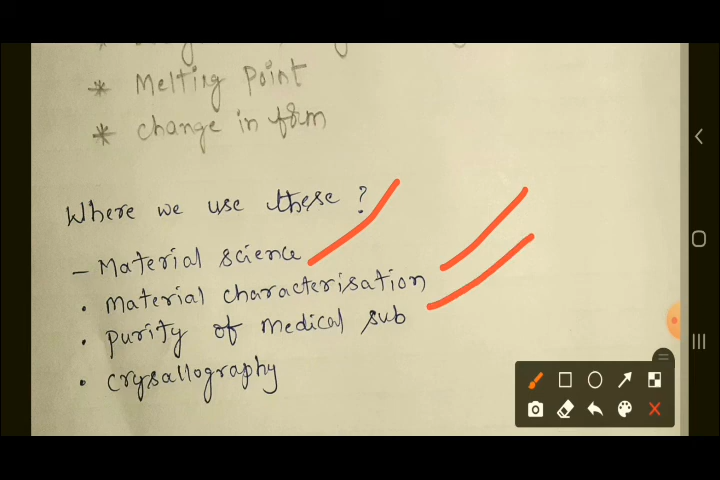 * Melting Point
* change in form
Where we use these ?
- Material science
. Material characterisation
. purity of medical sub
. crysallography